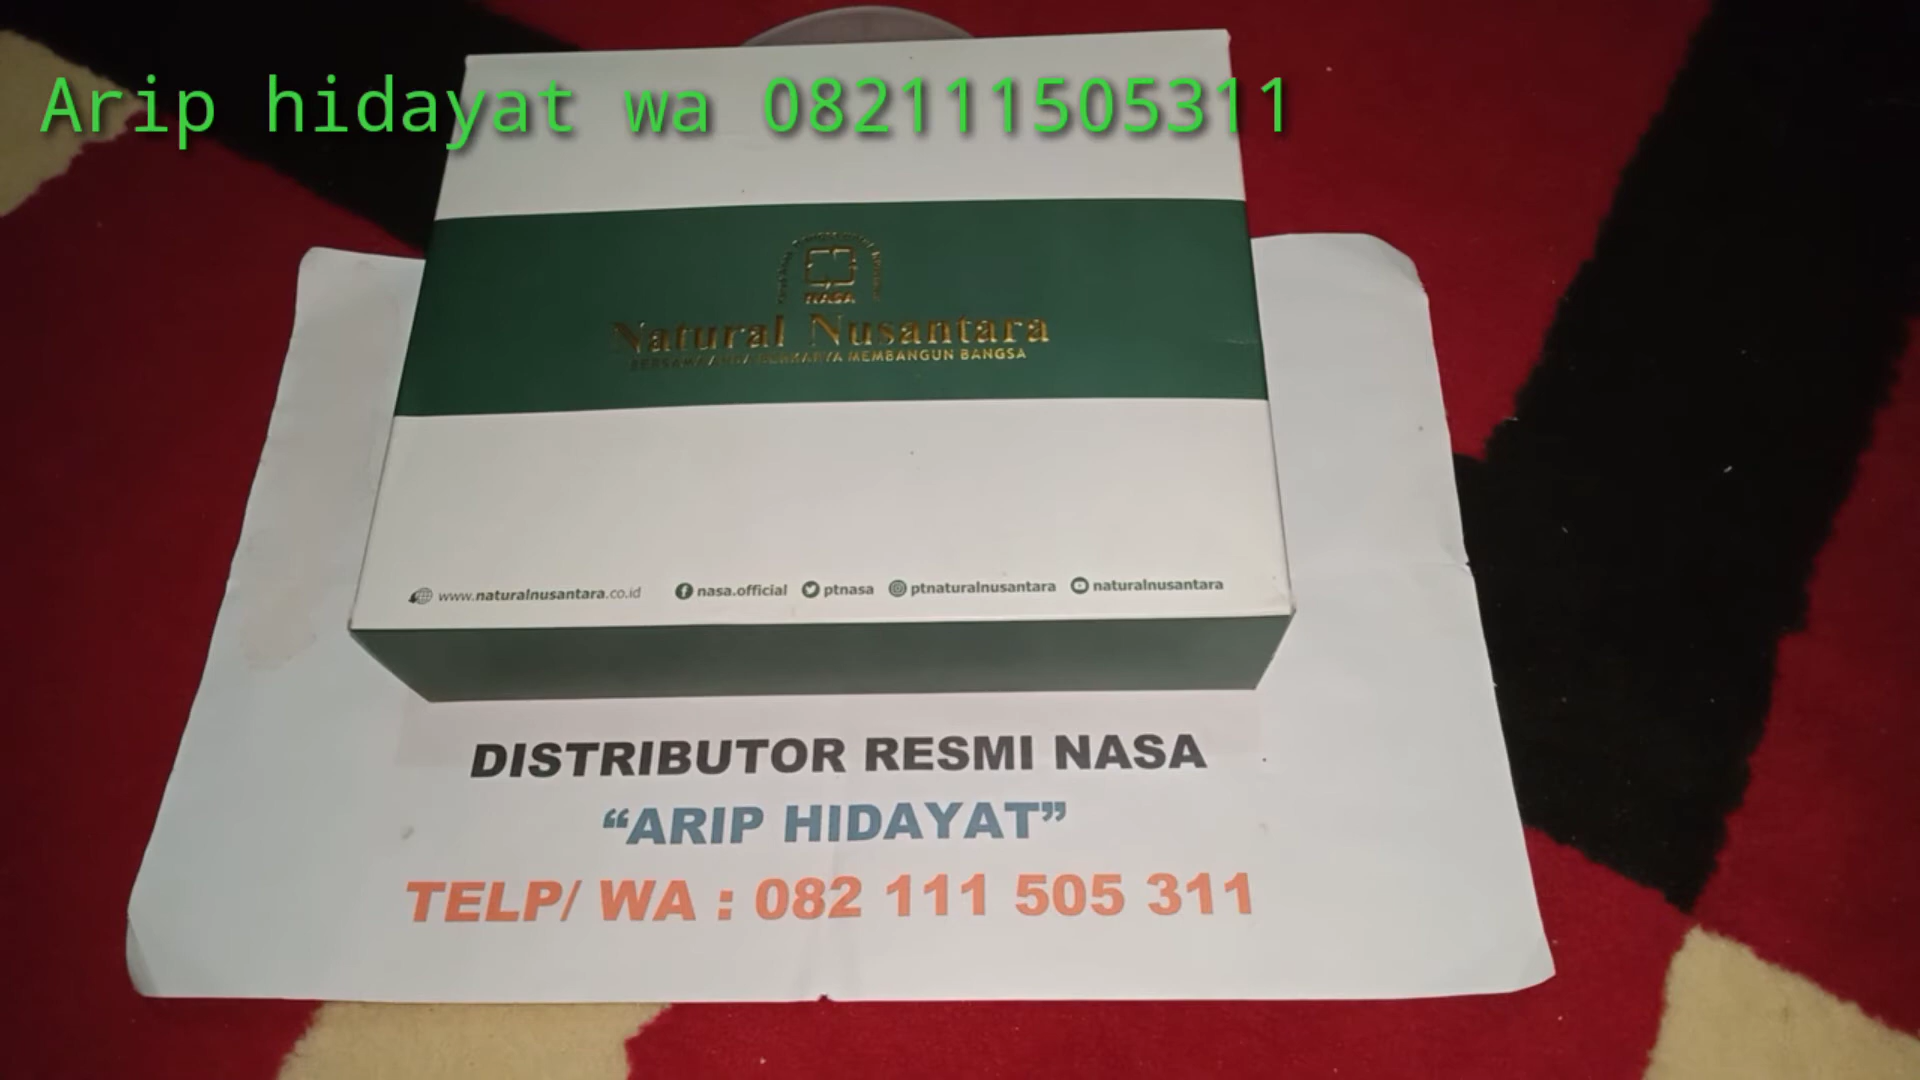 Arip hidayat wa 082111505311
NASA
Natural Nusantara
MEMBANGUN BANGSA
www.naturalnusantara.co.id nasa.official ptnasa ptnaturalnusantara naturalnusantara
DISTRIBUTOR RESMI NASA
“ARIP HIDAYAT”
TELP/ WA : 082 111 505 311